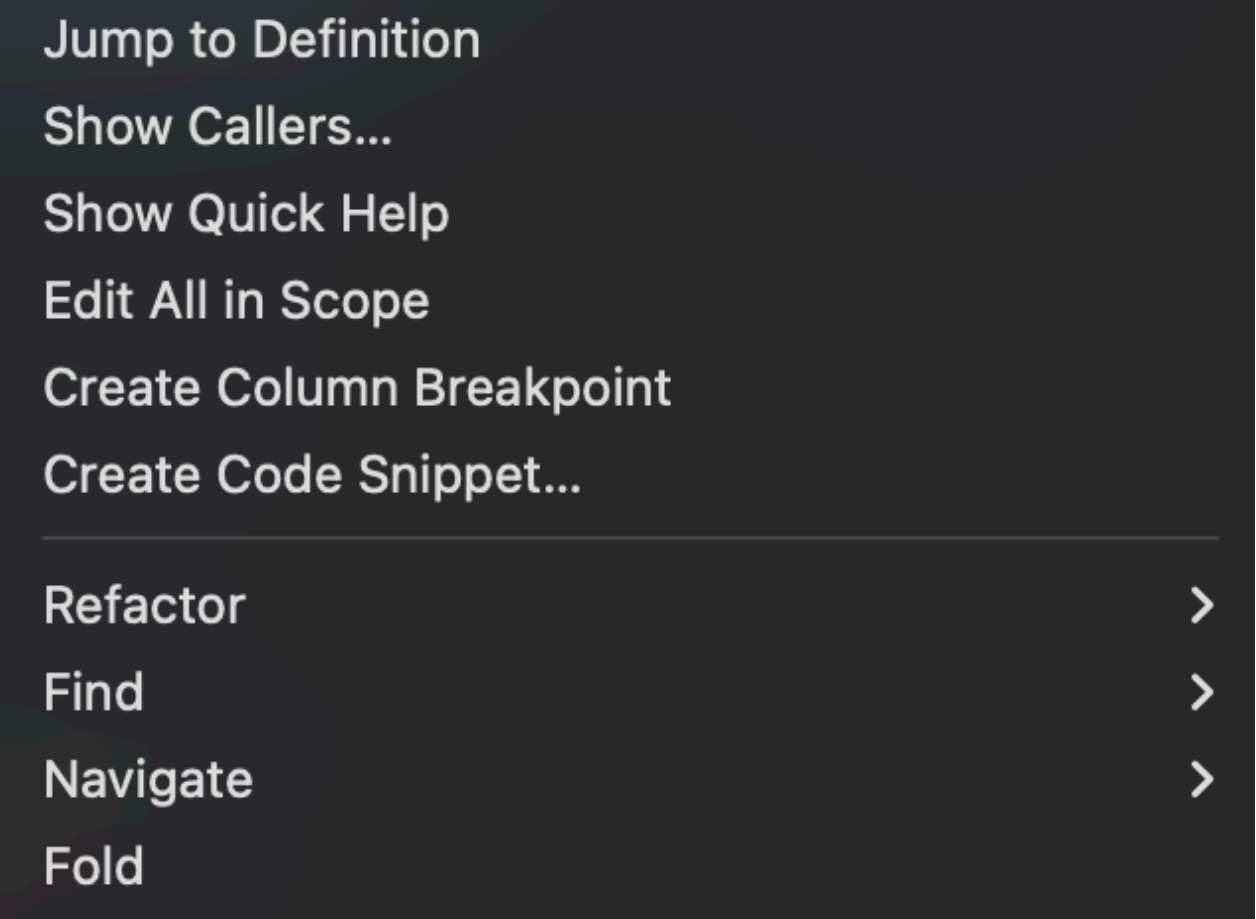 Jump to Definition
Show Callers...
Show Quick Help
Edit All in Scope
Create Column Breakpoint
Create Code Snippet...
Refactor
Find
Navigate
Fold